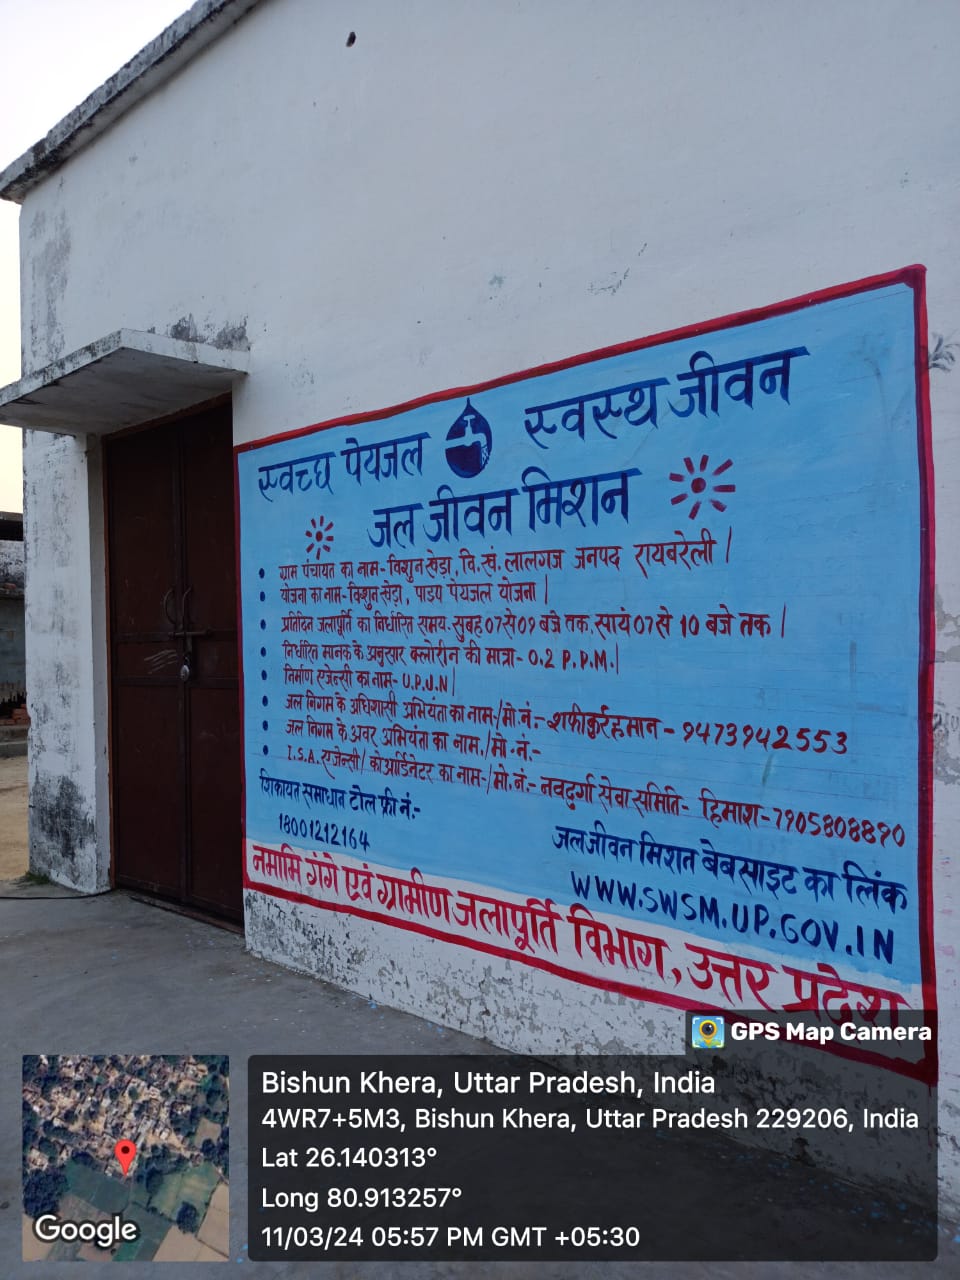 स्वच्छ पेयजल स्वस्थ जीवन
जल जीवन मिशन
• ग्राम पंचायत का नाम- विशुन खेड़ा, वि. खं. लालगज जनपद रायबरेली |
• योजना का नाम- विशुन खेड़ा, पाइप पेयजल योजना |
• प्रतिदिन जलापूर्ति का निर्धारित समय. सुबह 07 से 09 बजे तक. सायं 07 से 10 बजे तक |
• निर्धारित मानक के अनुसार क्लोरीन की मात्रा- 0.2 P.P.M.|
• निर्माण एजेन्सी का नाम- U.P.J.N|
• जल निगम के अधिशासी अभियंता का नाम-/मो.नं:- शफीकुर्रहमान - 9473942553
• जल निगम के अवर अभियंता का नाम./मो.नं:-
• I.S.A. एजेन्सी/ कोआर्डिनेटर का नाम-/मो.नं:- नवदुर्गा सेवा समिति- हिमाश-7905808890
शिकायत समाधान टोल फ्री नं.:-
18001212164
जल जीवन मिशन बेबसाइट का लिंक
WWW.SWSM.UP.GOV.IN
नमामि गंगे एवं ग्रामीण जलापूर्ति विभाग, उत्तर प्रदेश
GPS Map Camera
Google
Bishun Khera, Uttar Pradesh, India
4WR7+5M3, Bishun Khera, Uttar Pradesh 229206, India
Lat 26.140313°
Long 80.913257°
11/03/24 05:57 PM GMT +05:30